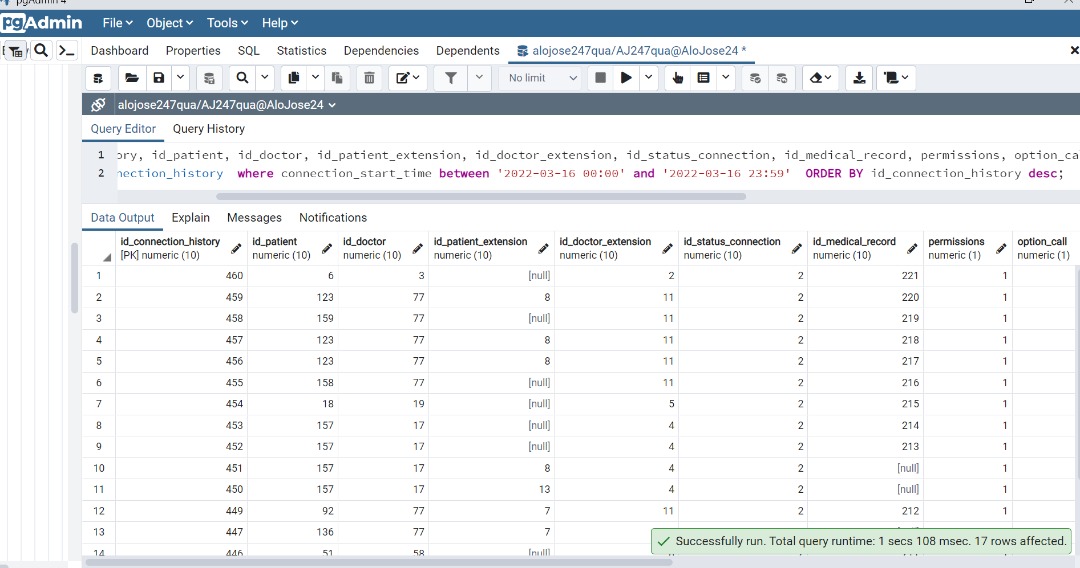 pgAdmin 4
pgAdmin File Object Tools Help
Dashboard Properties SQL Statistics Dependencies Dependents alojose247qua/AJ247qua@AloJose24 *
No limit
alojose247qua/AJ247qua@AloJose24
Query Editor Query History
1 ory, id_patient, id_doctor, id_patient_extension, id_doctor_extension, id_status_connection, id_medical_record, permissions, option_ca
2 nection_history where connection_start_time between '2022-03-16 00:00' and '2022-03-16 23:59' ORDER BY id_connection_history desc;
Data Output Explain Messages Notifications
id_connection_history id_patient id_doctor id_patient_extension id_doctor_extension id_status_connection id_medical_record permissions option_call
[PK] numeric (10) numeric (10) numeric (10) numeric (10) numeric (10) numeric (10) numeric (10) numeric (1) numeric (1)
1 460 6 3 [null] 2 2 221 1
2 459 123 77 8 11 2 220 1
3 458 159 77 [null] 11 2 219 1
4 457 123 77 8 11 2 218 1
5 456 123 77 8 11 2 217 1
6 455 158 77 [null] 11 2 216 1
7 454 18 19 [null] 5 2 215 1
8 453 157 17 [null] 4 2 214 1
9 452 157 17 [null] 4 2 213 1
10 451 157 17 8 4 2 [null] 1
11 450 157 17 13 4 2 [null] 1
12 449 92 77 7 11 2 212 1
13 447 136 77 7
Successfully run. Total query runtime: 1 secs 108 msec. 17 rows affected.
14 446 51 58 [null]